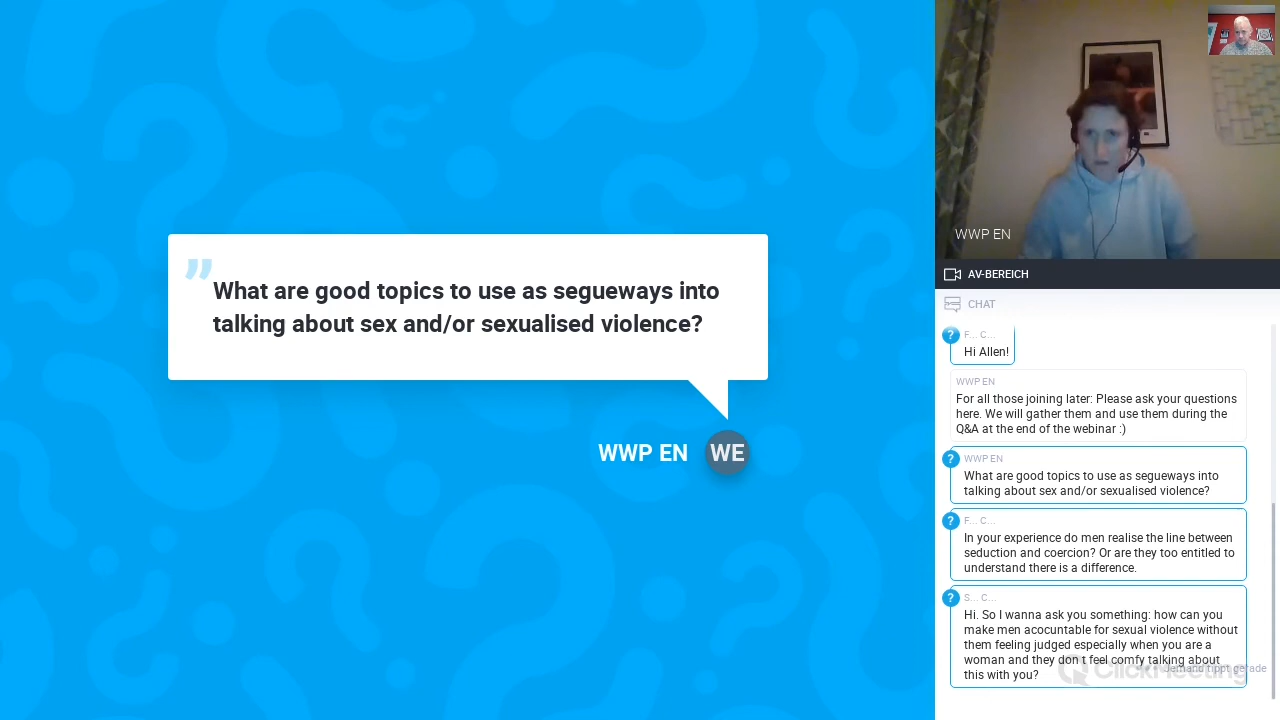 What are good topics to use as segueways into
talking about sex and/or sexualised violence?
WWP EN
WE
WWP EN
AV-BEREICH
CHAT
?
F... C...
Hi Allen!
WWP EN
For all those joining later: Please ask your questions
here. We will gather them and use them during the
Q&A at the end of the webinar :)
?
WWP EN
What are good topics to use as segueways into
talking about sex and/or sexualised violence?
?
F... C...
In your experience do men realise the line between
seduction and coercion? Or are they too entitled to
understand there is a difference.
?
S... C...
Hi. So I wanna ask you something: how can you
make men acocuntable for sexual violence without
them feeling judged especially when you are a
woman and they don t feel comfy talking about
this with you?
Jemand tippt gerade
ClickMeeting